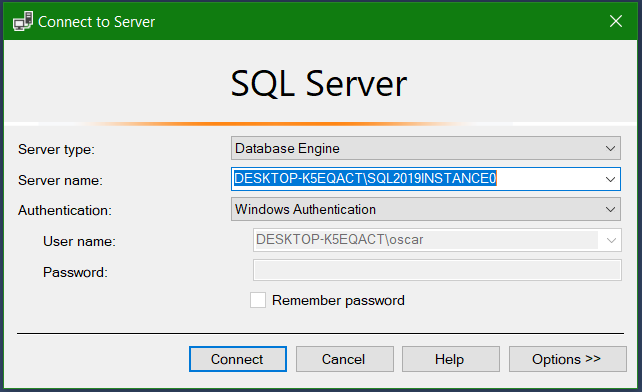 Connect to Server
SQL Server
Server type: Database Engine
Server name: DESKTOP-K5EQACT\SQL2019INSTANCE0
Authentication: Windows Authentication
User name: DESKTOP-K5EQACT\oscar
Password:
Remember password
Connect Cancel Help Options >>